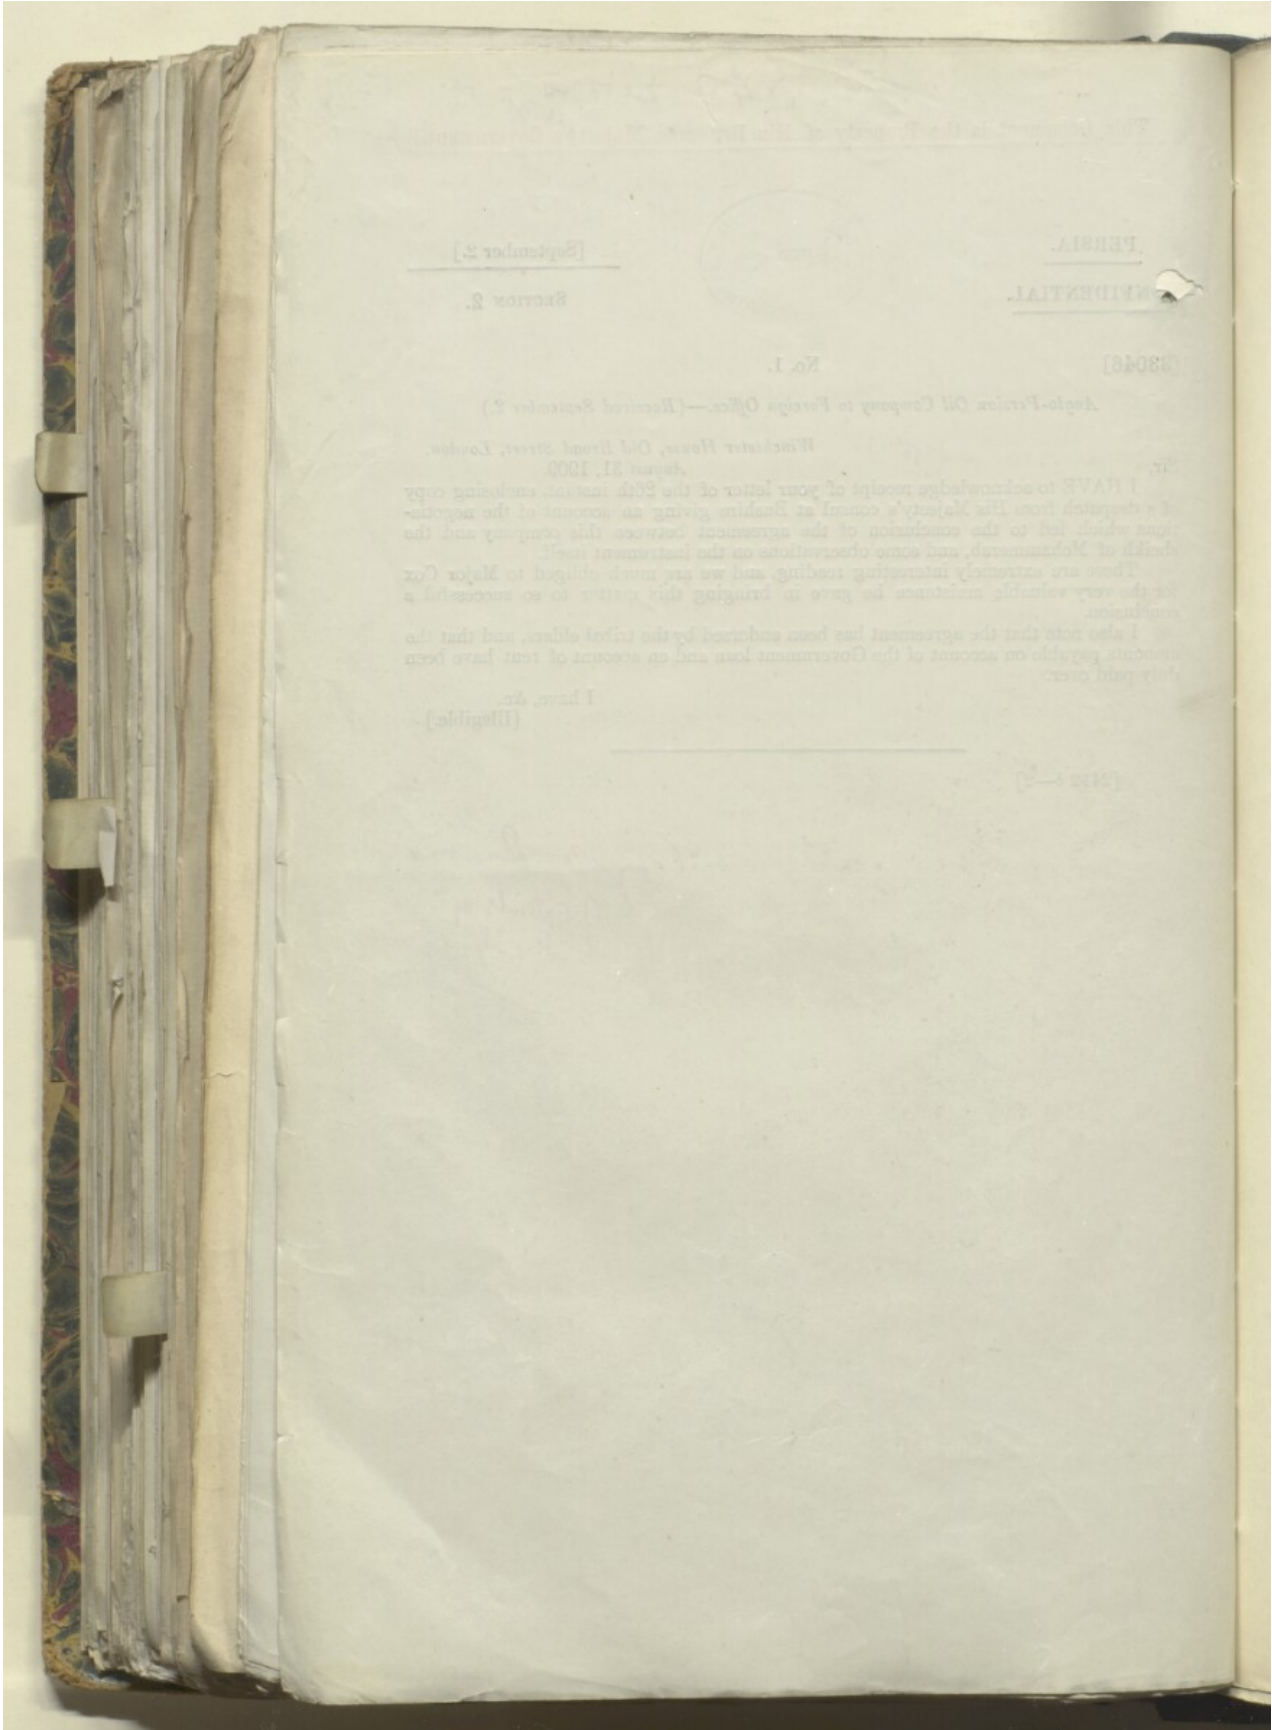 This Document is the Property of His Britannic Majesty's Government.
PERSIA.
[September 2.]
CONFIDENTIAL.
SECTION 2.
[33046]
No. 1.
Anglo-Persian Oil Company to Foreign Office.—(Received September 2.)
Winchester House, Old Broad Street, London,
Sir,
August 31, 1909.
I HAVE to acknowledge receipt of your letter of the 26th instant, enclosing copy
of a despatch from His Majesty's consul at Bushire giving an account of the negotia-
tions which led to the conclusion of the agreement between this company and the
sheikh of Mohammerah, and some observations on the instrument itself.
These are extremely interesting reading, and we are much obliged to Major Cox
for the very valuable assistance he gave in bringing this matter to so successful a
conclusion.
I also note that the agreement has been endorsed by the tribal elders, and that the
amounts payable on account of the Government loan and on account of rent have been
duly paid over.
I have, &c.
(Illegible.)